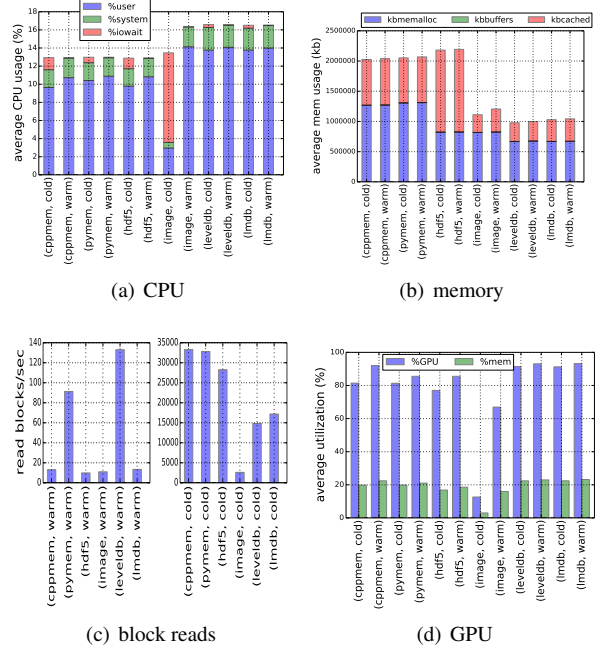 %user
%system
%iowait
average CPU usage (%)
18
16
14
12
10
8
6
4
2
0
(cppmem, cold)
(cppmem, warm)
(pymem, cold)
(pymem, warm)
(hdf5, cold)
(hdf5, warm)
(image, cold)
(image, warm)
(leveldb, cold)
(leveldb, warm)
(lmdb, cold)
(lmdb, warm)
(a) CPU
kbmemalloc kbbuffers kbcached
average mem usage (kb)
3000000
2500000
2000000
1500000
1000000
500000
0
(cppmem, cold)
(cppmem, warm)
(pymem, cold)
(pymem, warm)
(hdf5, cold)
(hdf5, warm)
(image, cold)
(image, warm)
(leveldb, cold)
(leveldb, warm)
(lmdb, cold)
(lmdb, warm)
(b) memory
read blocks/sec
140
120
100
80
60
40
20
0
(cppmem, warm)
(pymem, warm)
(hdf5, warm)
(image, warm)
(leveldb, warm)
(lmdb, warm)
35000
30000
25000
20000
15000
10000
5000
0
(cppmem, cold)
(pymem, cold)
(hdf5, cold)
(image, cold)
(leveldb, cold)
(lmdb, cold)
(c) block reads
%GPU %mem
average utilization (%)
100
80
60
40
20
0
(cppmem, cold)
(cppmem, warm)
(pymem, cold)
(pymem, warm)
(hdf5, cold)
(hdf5, warm)
(image, cold)
(image, warm)
(leveldb, cold)
(leveldb, warm)
(lmdb, cold)
(lmdb, warm)
(d) GPU